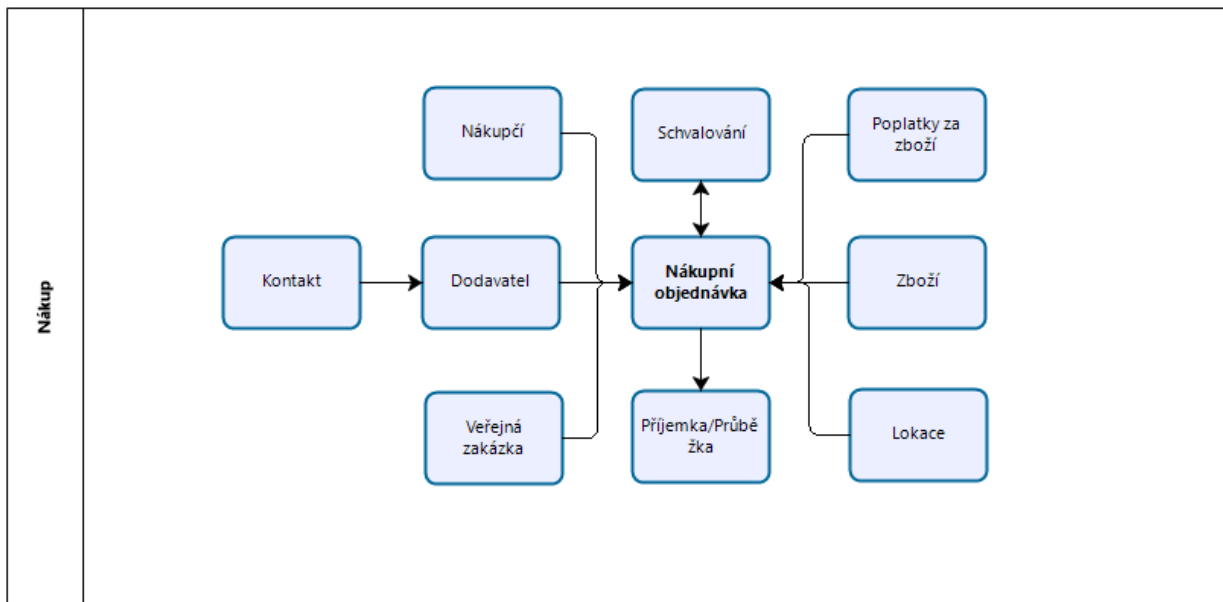 Nákup
Nákupčí
Schvalování
Poplatky za
zboží
Kontakt
Dodavatel
Nákupní
objednávka
Zboží
Veřejná
zakázka
Příjemka/Průbě
žka
Lokace